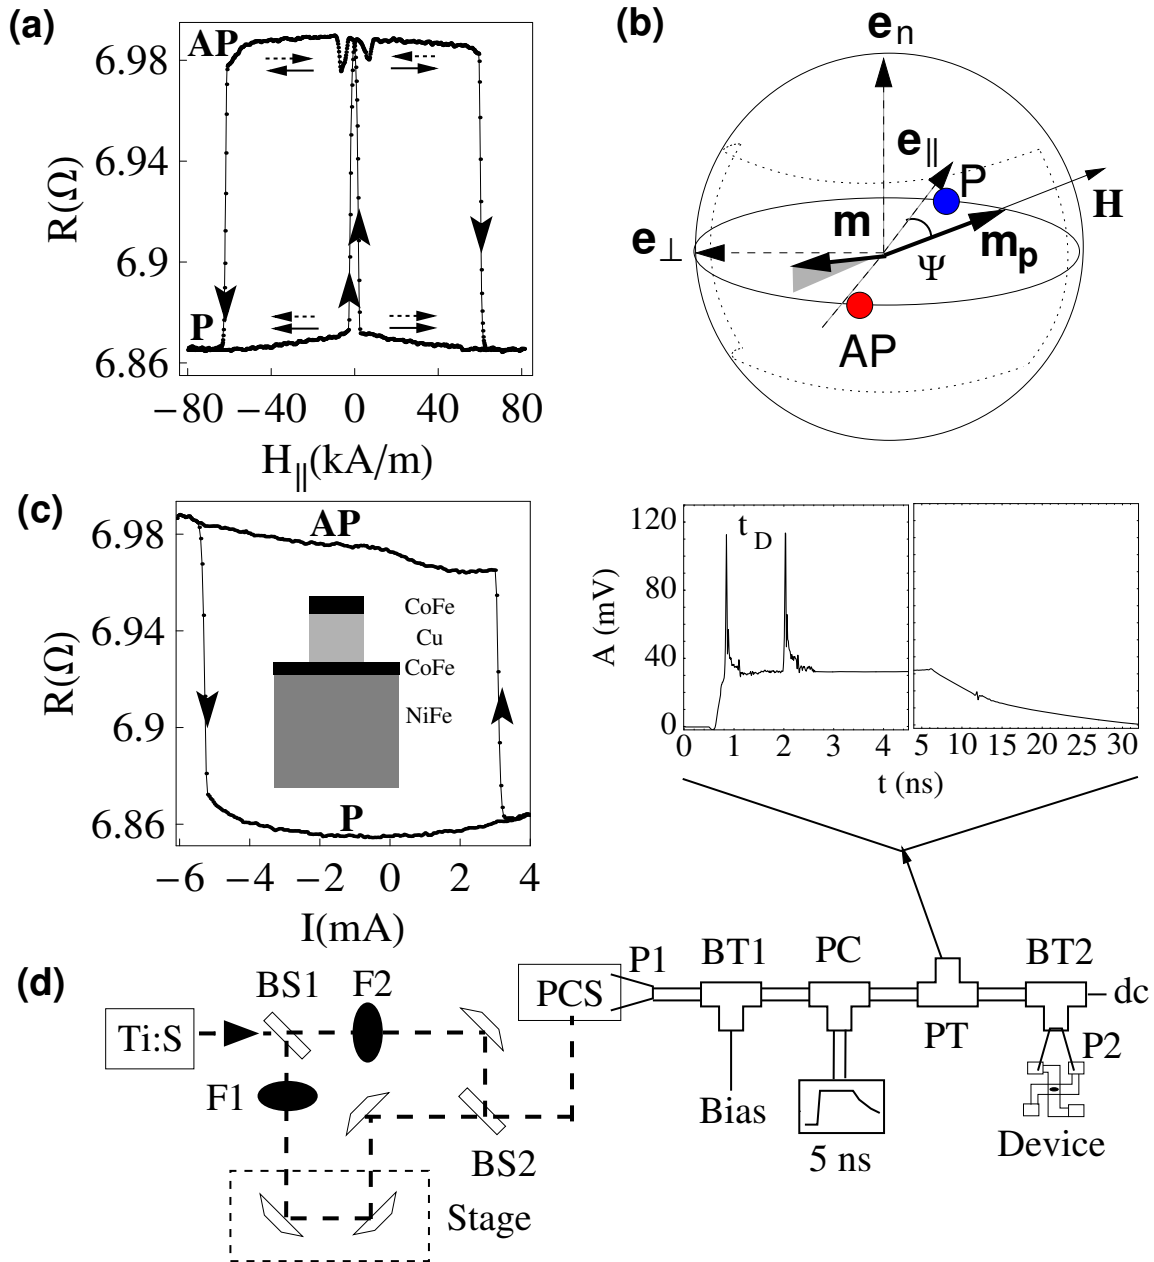 (a)
AP
6.98
6.94
6.9
6.86
R(Ω)
P
−80 −40 0 40 80
H∥(kA/m)
(b)
e n
e∥
P
H
m
m p
e⊥
Ψ
AP
(c)
AP
6.98
6.94
6.9
6.86
R(Ω)
CoFe
Cu
CoFe
NiFe
P
−6 −4 −2 0 2 4
I(mA)
120
80
40
0
A (mV)
t D
0 1 2 3 4 5 10 15 20 25 30
t (ns)
(d)
Ti:S
BS1
F2
F1
BS2
Stage
PCS
P1
BT1
PC
BT2
dc
PT
P2
Bias
5 ns
Device